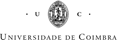 · U C ·
UNIVERSIDADE DE COIMBRA